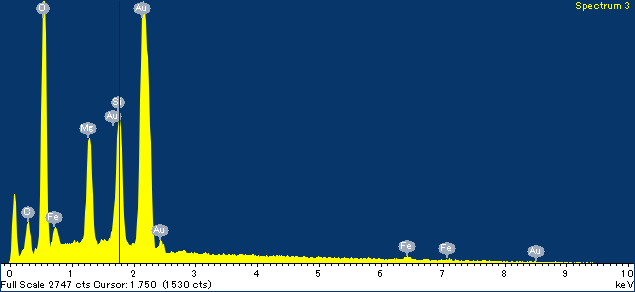 Spectrum 3
O Au
Si
Au
Mg
O Fe
Au
Fe Fe Au
0 1 2 3 4 5 6 7 8 9 10
Full Scale 2747 cts Cursor: 1.750 (1530 cts) keV